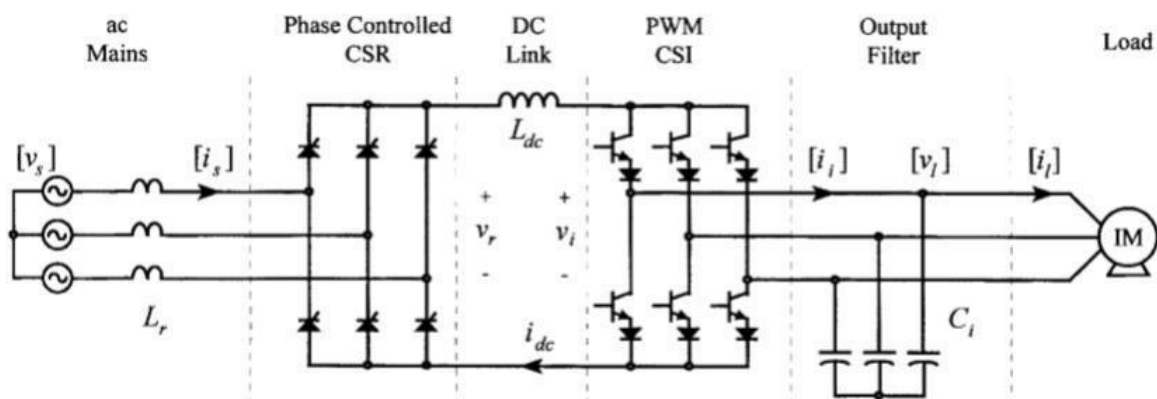 ac Mains
Phase Controlled CSR
DC Link
PWM CSI
Output Filter
Load
[v_s]
[i_s]
L_dc
[i_i]
[v_l]
[i_l]
+ v_r -
+ v_i -
IM
L_r
i_dc
C_i